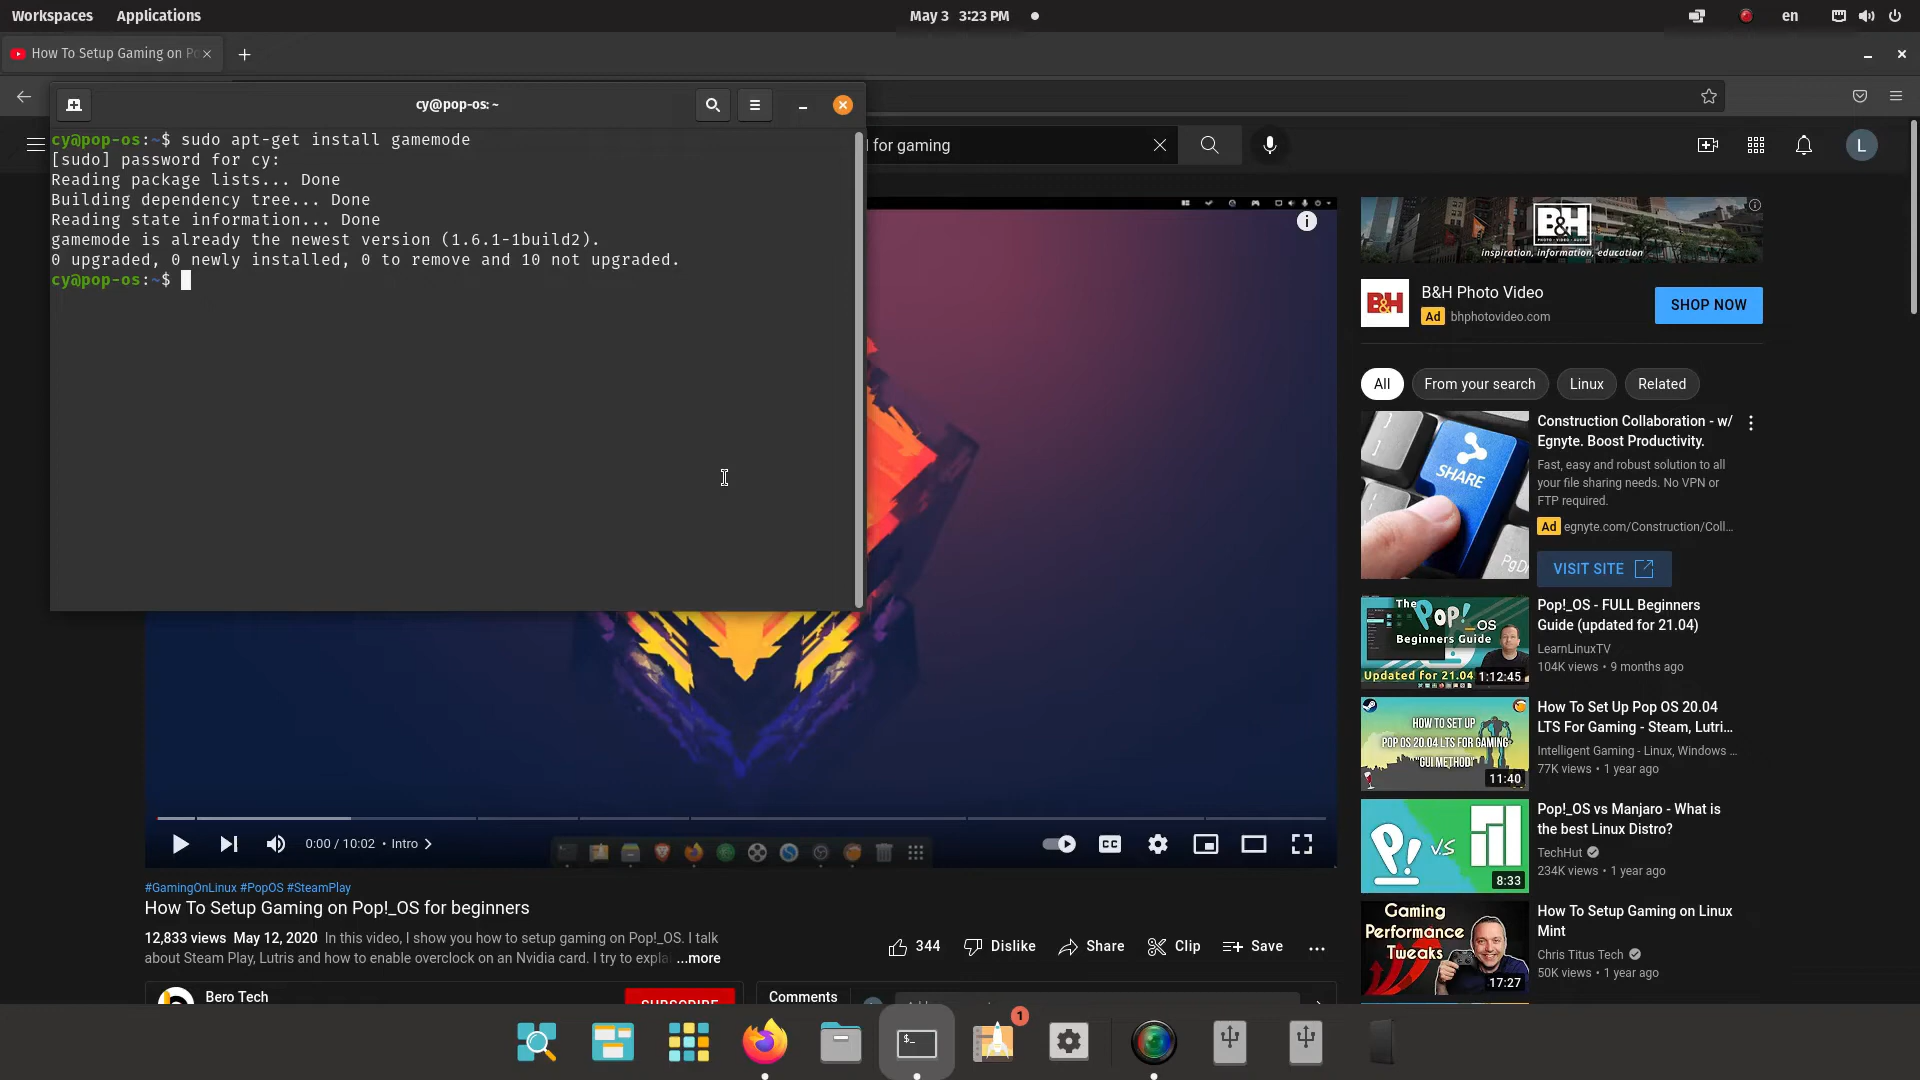 Workspaces Applications May 3 3:23 PM en
How To Setup Gaming on P
cy@pop-os: ~
cy@pop-os:~$ sudo apt-get install gamemode
[sudo] password for cy:
Reading package lists... Done
Building dependency tree... Done
Reading state information... Done
gamemode is already the newest version (1.6.1-1build2).
0 upgraded, 0 newly installed, 0 to remove and 10 not upgraded.
cy@pop-os:~$
for gaming
L
B&H
PHOTO · VIDEO · AUDIO
inspiration, information, education
B&H
B&H Photo Video
Ad bhphotovideo.com
SHOP NOW
All From your search Linux Related
SHARE
PgD
Construction Collaboration - w/
Egnyte. Boost Productivity.
Fast, easy and robust solution to all
your file sharing needs. No VPN or
FTP required.
Ad egnyte.com/Construction/Coll...
VISIT SITE
The Pop!_OS
Beginners Guide
Updated for 21.04
1:12:45
Pop!_OS - FULL Beginners
Guide (updated for 21.04)
LearnLinuxTV
104K views • 9 months ago
HOW TO SET UP
POP OS 20.04 LTS FOR GAMING
"GUI METHOD"
11:40
How To Set Up Pop OS 20.04
LTS For Gaming - Steam, Lutri...
Intelligent Gaming - Linux, Windows ...
77K views • 1 year ago
P! V.S
8:33
Pop!_OS vs Manjaro - What is
the best Linux Distro?
TechHut
234K views • 1 year ago
Gaming
Performance
Tweaks
17:27
How To Setup Gaming on Linux
Mint
Chris Titus Tech
50K views • 1 year ago
0:00 / 10:02 • Intro
CC
#GamingOnLinux #PopOS #SteamPlay
How To Setup Gaming on Pop!_OS for beginners
12,833 views May 12, 2020 In this video, I show you how to setup gaming on Pop!_OS. I talk
about Steam Play, Lutris and how to enable overclock on an Nvidia card. I try to expla ...more
344 Dislike Share Clip Save
Bero Tech
SUBSCRIBE
Comments
$_
1